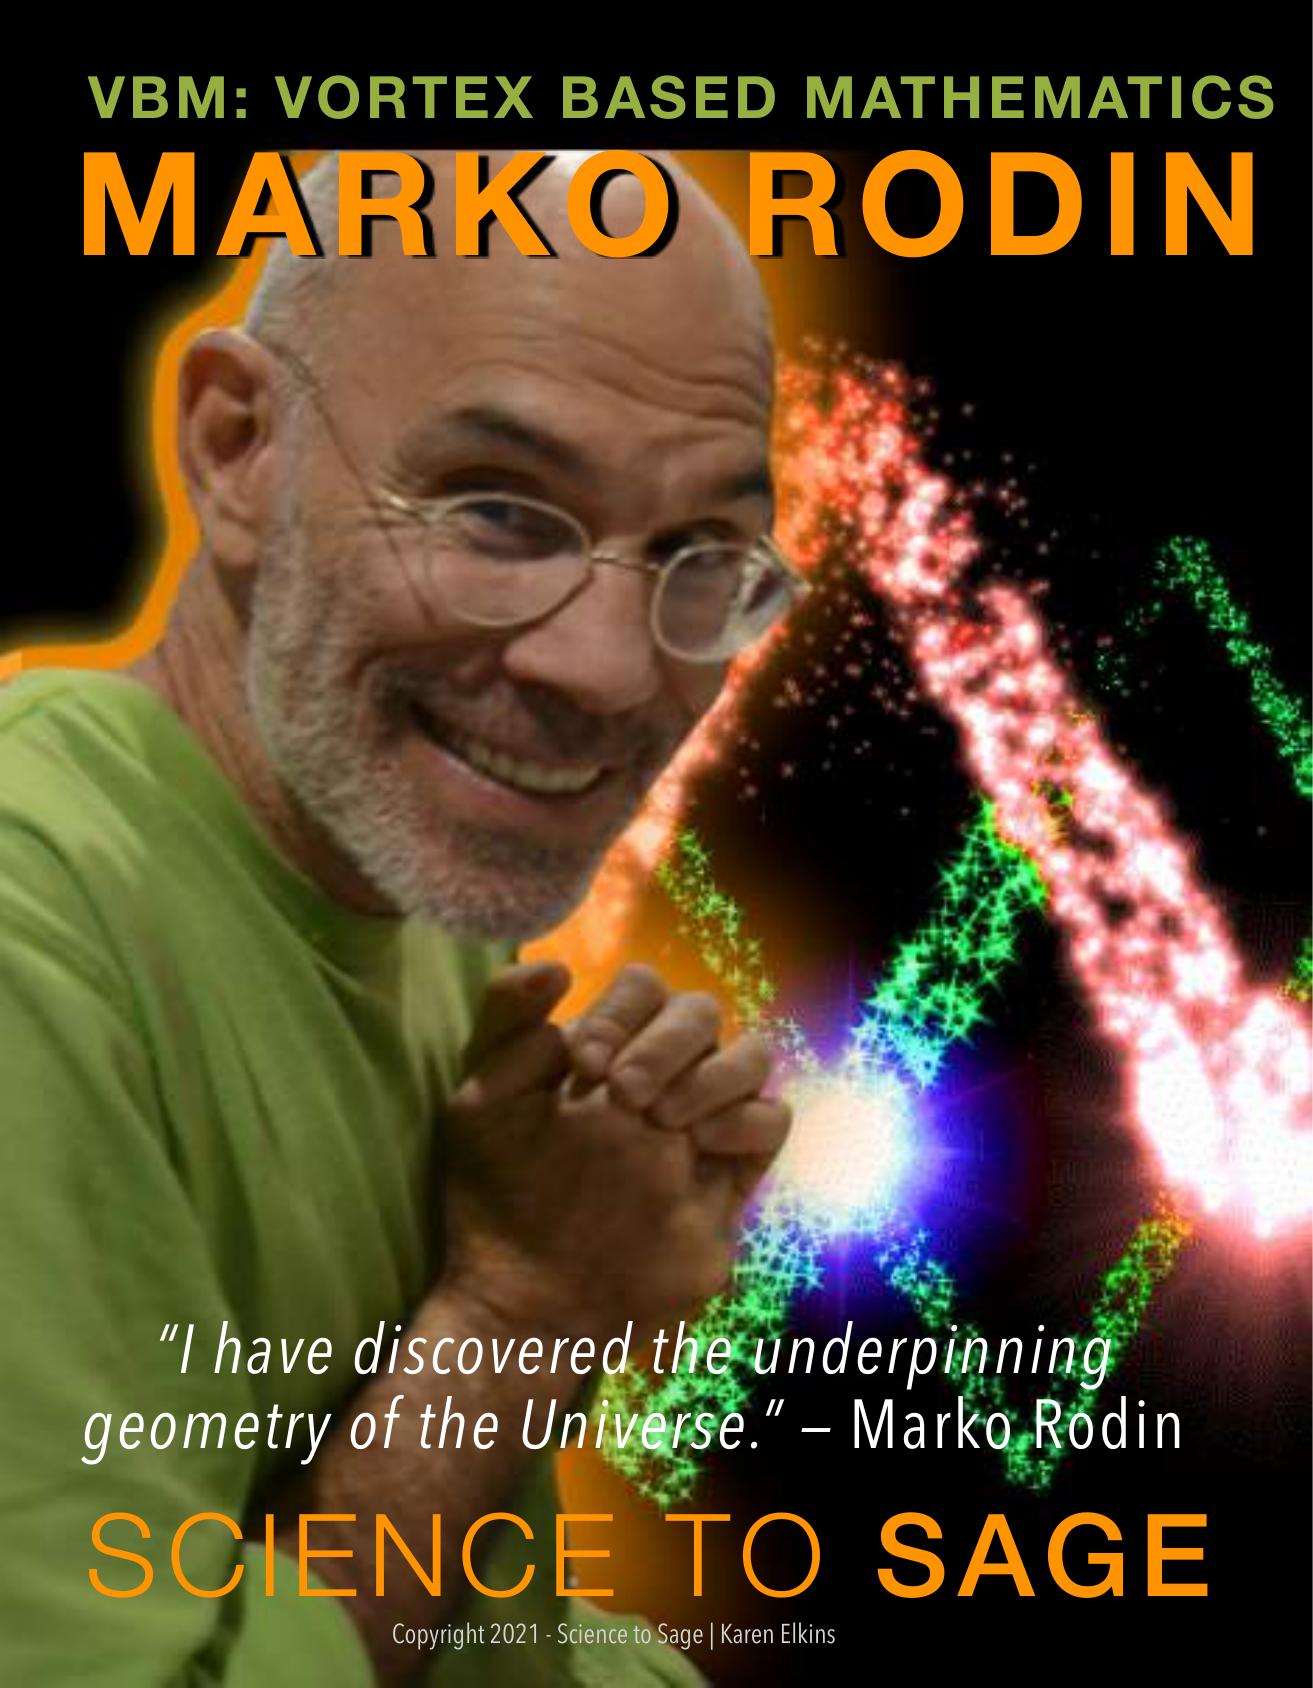 VBM: VORTEX BASED MATHEMATICS
MARKO RODIN
“I have discovered the underpinning
geometry of the Universe.” – Marko Rodin
SCIENCE TO SAGE
Copyright 2021 - Science to Sage | Karen Elkins